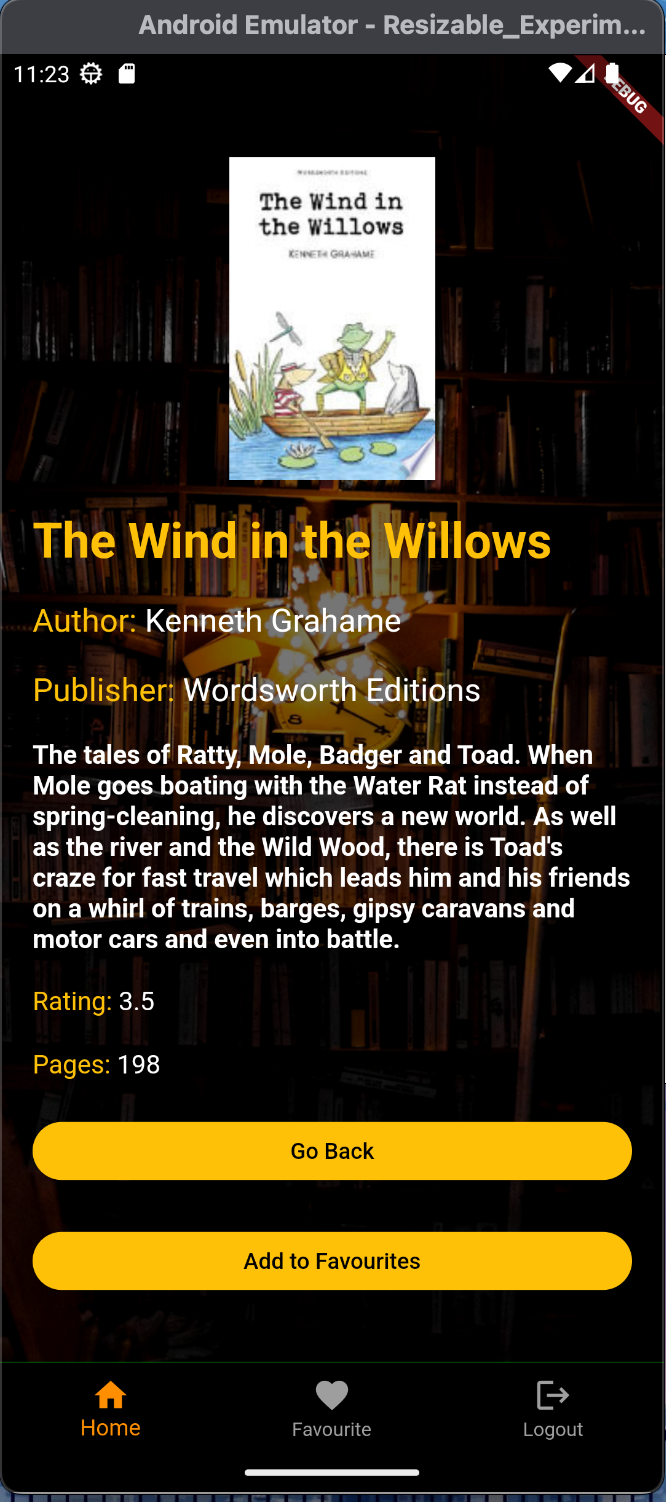 Android Emulator - Resizable_Experim...
11:23
EBUG
WORDSWORTH EDITIONS
The Wind in
the Willows
KENNETH GRAHAME
The Wind in the Willows
Author: Kenneth Grahame
Publisher: Wordsworth Editions
The tales of Ratty, Mole, Badger and Toad. When
Mole goes boating with the Water Rat instead of
spring-cleaning, he discovers a new world. As well
as the river and the Wild Wood, there is Toad's
craze for fast travel which leads him and his friends
on a whirl of trains, barges, gipsy caravans and
motor cars and even into battle.
Rating: 3.5
Pages: 198
Go Back
Add to Favourites
Home
Favourite
Logout